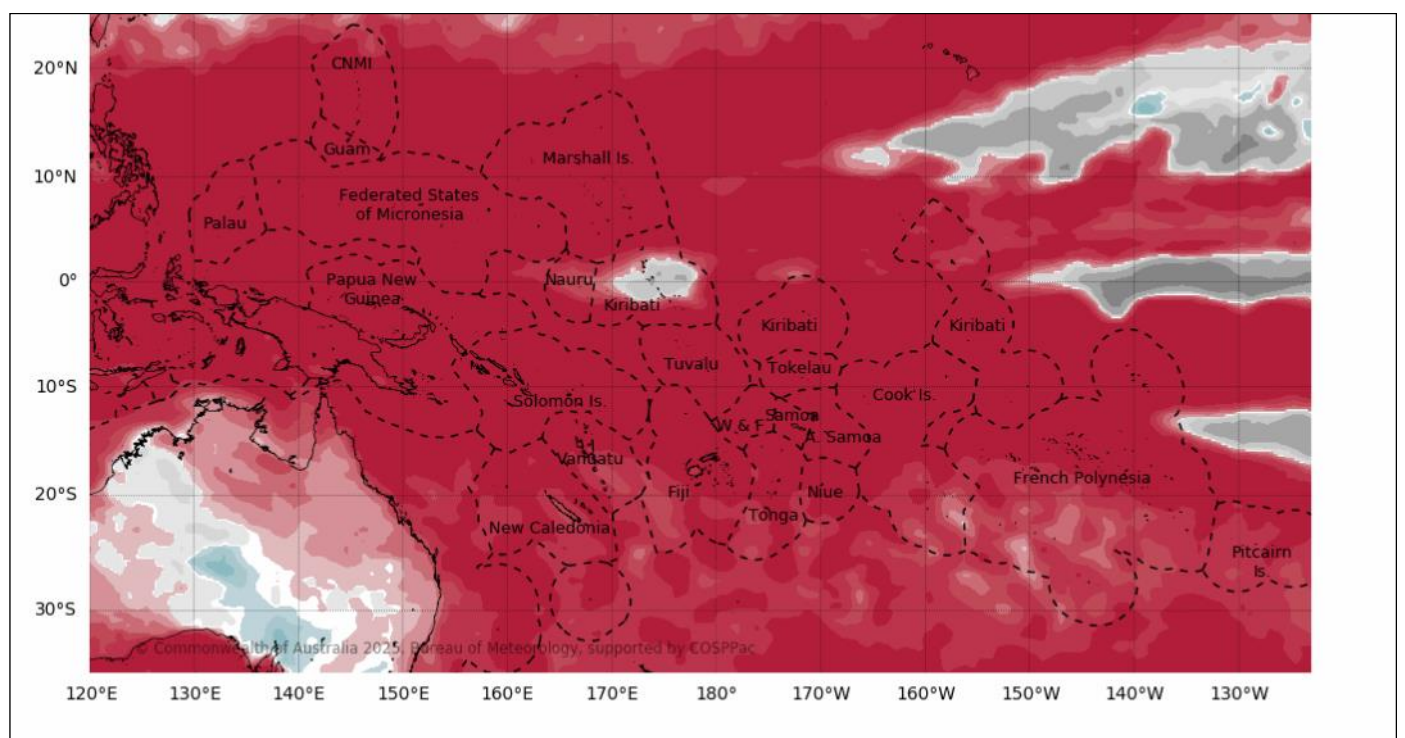 20°N
CNMI
Guam
Marshall Is.
10°N
Federated States
of Micronesia
Palau
0°
Papua New
Guinea
Nauru
Kiribati
Kiribati
Kiribati
Tuvalu
Tokelau
10°S
Solomon Is.
Cook Is.
W & F
Samoa
A. Samoa
Vanuatu
French Polynesia
20°S
Fiji
Niue
Tonga
New Caledonia
Pitcairn
Is.
30°S
© Commonwealth of Australia 2025, Bureau of Meteorology, supported by COSPPac
120°E 130°E 140°E 150°E 160°E 170°E 180° 170°W 160°W 150°W 140°W 130°W